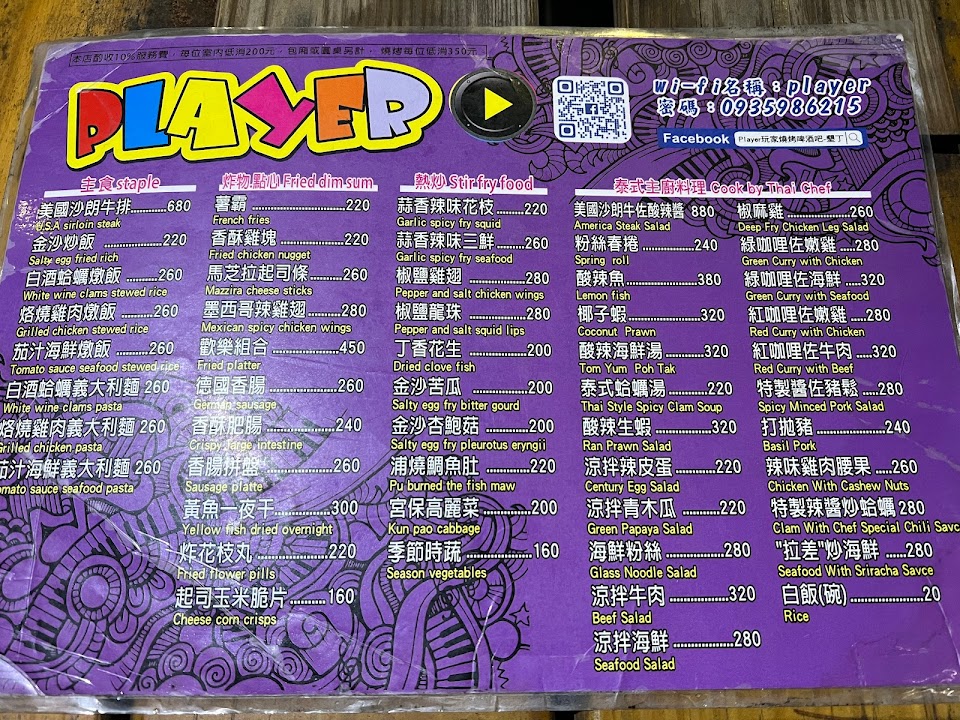 本店酌收10%服務費，每位室內低消200元，包廂或圓桌另計，燒烤每位低消350元
PLAYER
wi-fi名稱：player
密碼：0935986215
Facebook Player玩家燒烤啤酒吧-墾丁
主食 staple
美國沙朗牛排............680
U.S.A sirloin steak
金沙炒飯 ................220
Salty egg fried rich
白酒蛤蠣燉飯 .........260
White wine clams stewed rice
烙燒雞肉燉飯 ..........260
Grilled chicken stewed rice
茄汁海鮮燉飯 ..........260
Tomato sauce seafood stewed rice
白酒蛤蠣義大利麵 260
White wine clams pasta
烙燒雞肉義大利麵 260
Grilled chicken pasta
茄汁海鮮義大利麵 260
omato sauce seafood pasta
炸物.點心 Fried dim sum
薯霸 ..........................220
French fries
香酥雞塊 ...................220
Fried chicken nugget
馬芝拉起司條............260
Mazzira cheese sticks
墨西哥辣雞翅............280
Mexican spicy chicken wings
歡樂組合 ..................450
Fried platter
德國香腸 ..................260
German sausage
香酥肥腸 ..................240
Crispy large intestine
香腸拼盤 ..................260
Sausage platte
黃魚一夜干...............300
Yellow fish dried overnight
炸花枝丸 ..................220
Fried flower pills
起司玉米脆片..........160
Cheese corn crisps
熱炒 Stir fry food
蒜香辣味花枝.........220
Garlic spicy fry squid
蒜香辣味三鮮.........260
Garlic spicy fry seafood
椒鹽雞翅 ................280
Pepper and salt chicken wings
椒鹽龍珠 ................280
Pepper and salt squid lips
丁香花生 ................200
Dried clove fish
金沙苦瓜 ................200
Salty egg fry bitter gourd
金沙杏鮑菇 ............200
Salty egg fry pleurotus eryngii
浦燒鯛魚肚 ............220
Pu burned the fish maw
宮保高麗菜.............200
Kun pao cabbage
季節時蔬 ..................160
Season vegetables
泰式主廚料理 Cook by Thai Chef
美國沙朗牛佐酸辣醬 880
America Steak Salad
粉絲春捲 ................240
Spring roll
酸辣魚 ....................380
Lemon fish
椰子蝦.....................320
Coconut Prawn
酸辣海鮮湯 ...........320
Tom Yum Poh Tak
泰式蛤蠣湯............220
Thai Style Spicy Clam Soup
酸辣生蝦 ...............320
Ran Prawn Salad
涼拌辣皮蛋............220
Century Egg Salad
涼拌青木瓜............220
Green Papaya Salad
海鮮粉絲 ...............280
Glass Noodle Salad
涼拌牛肉 ................320
Beef Salad
涼拌海鮮 ................280
Seafood Salad
椒麻雞 ..................260
Deep Fry Chicken Leg Salad
綠咖哩佐嫩雞 ....280
Green Curry with Chicken
綠咖哩佐海鮮 .....320
Green Curry with Seafood
紅咖哩佐嫩雞 ....280
Red Curry with Chicken
紅咖哩佐牛肉 ....320
Red Curry with Beef
特製醬佐豬鬆 .....280
Spicy Minced Pork Salad
打拋豬 ....................240
Basil Pork
辣味雞肉腰果 ....260
Chicken With Cashew Nuts
特製辣醬炒蛤蠣 280
Clam With Chef Special Chili Savc
"拉差"炒海鮮 ......280
Seafood With Sriracha Savce
白飯(碗)...................20
Rice